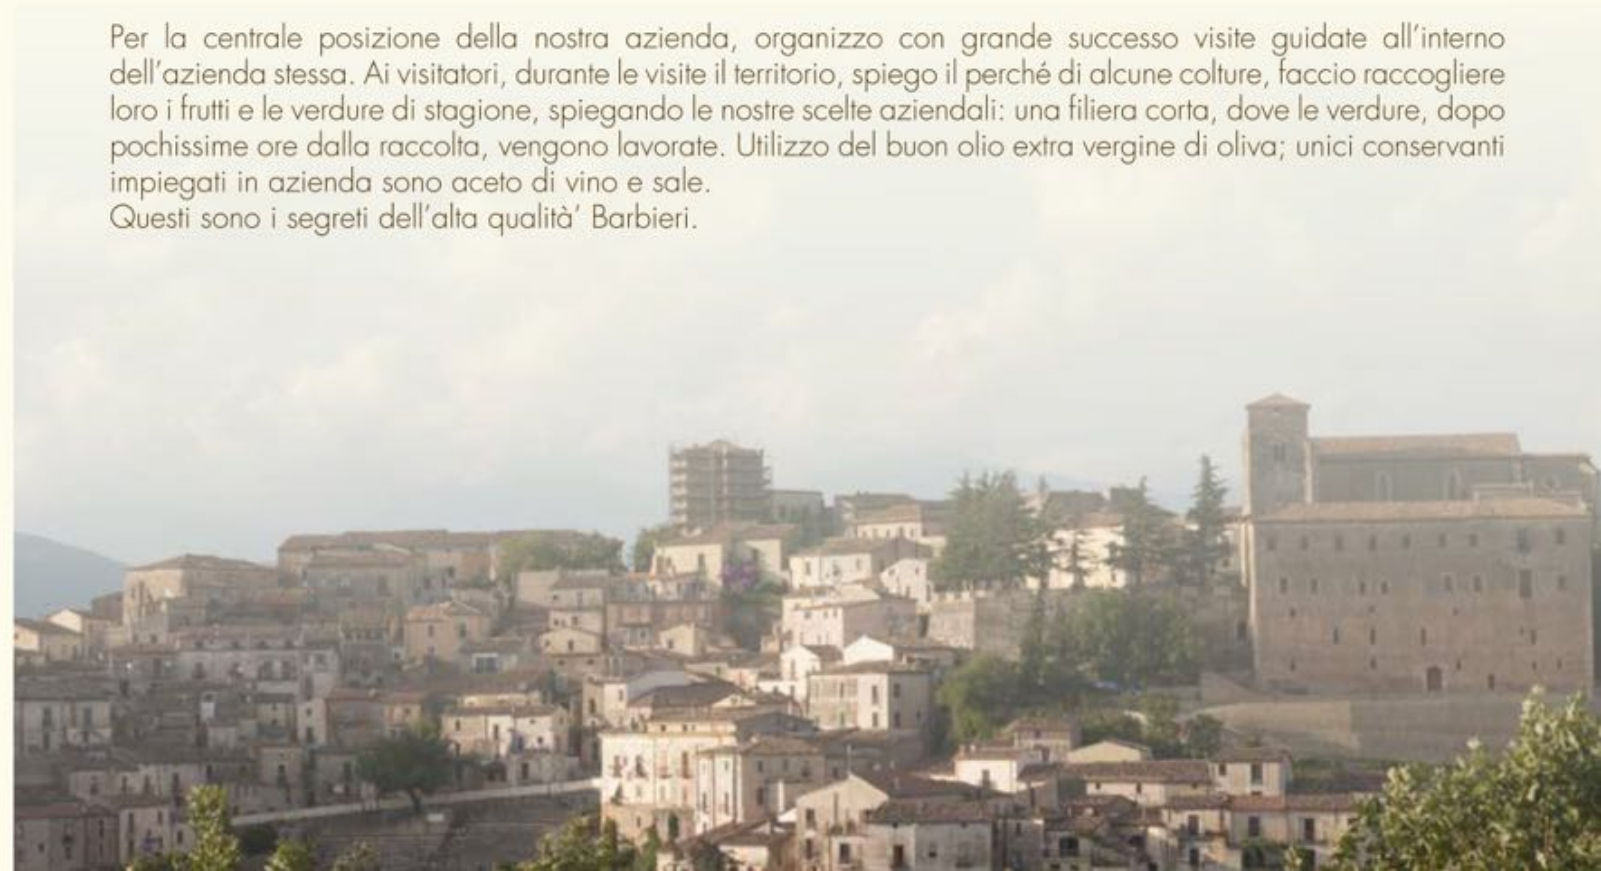 Per la centrale posizione della nostra azienda, organizzo con grande successo visite guidate all'interno
dell'azienda stessa. Ai visitatori, durante le visite il territorio, spiego il perché di alcune colture, faccio raccogliere
loro i frutti e le verdure di stagione, spiegando le nostre scelte aziendali: una filiera corta, dove le verdure, dopo
pochissime ore dalla raccolta, vengono lavorate. Utilizzo del buon olio extra vergine di oliva; unici conservanti
impiegati in azienda sono aceto di vino e sale.
Questi sono i segreti dell'alta qualità' Barbieri.